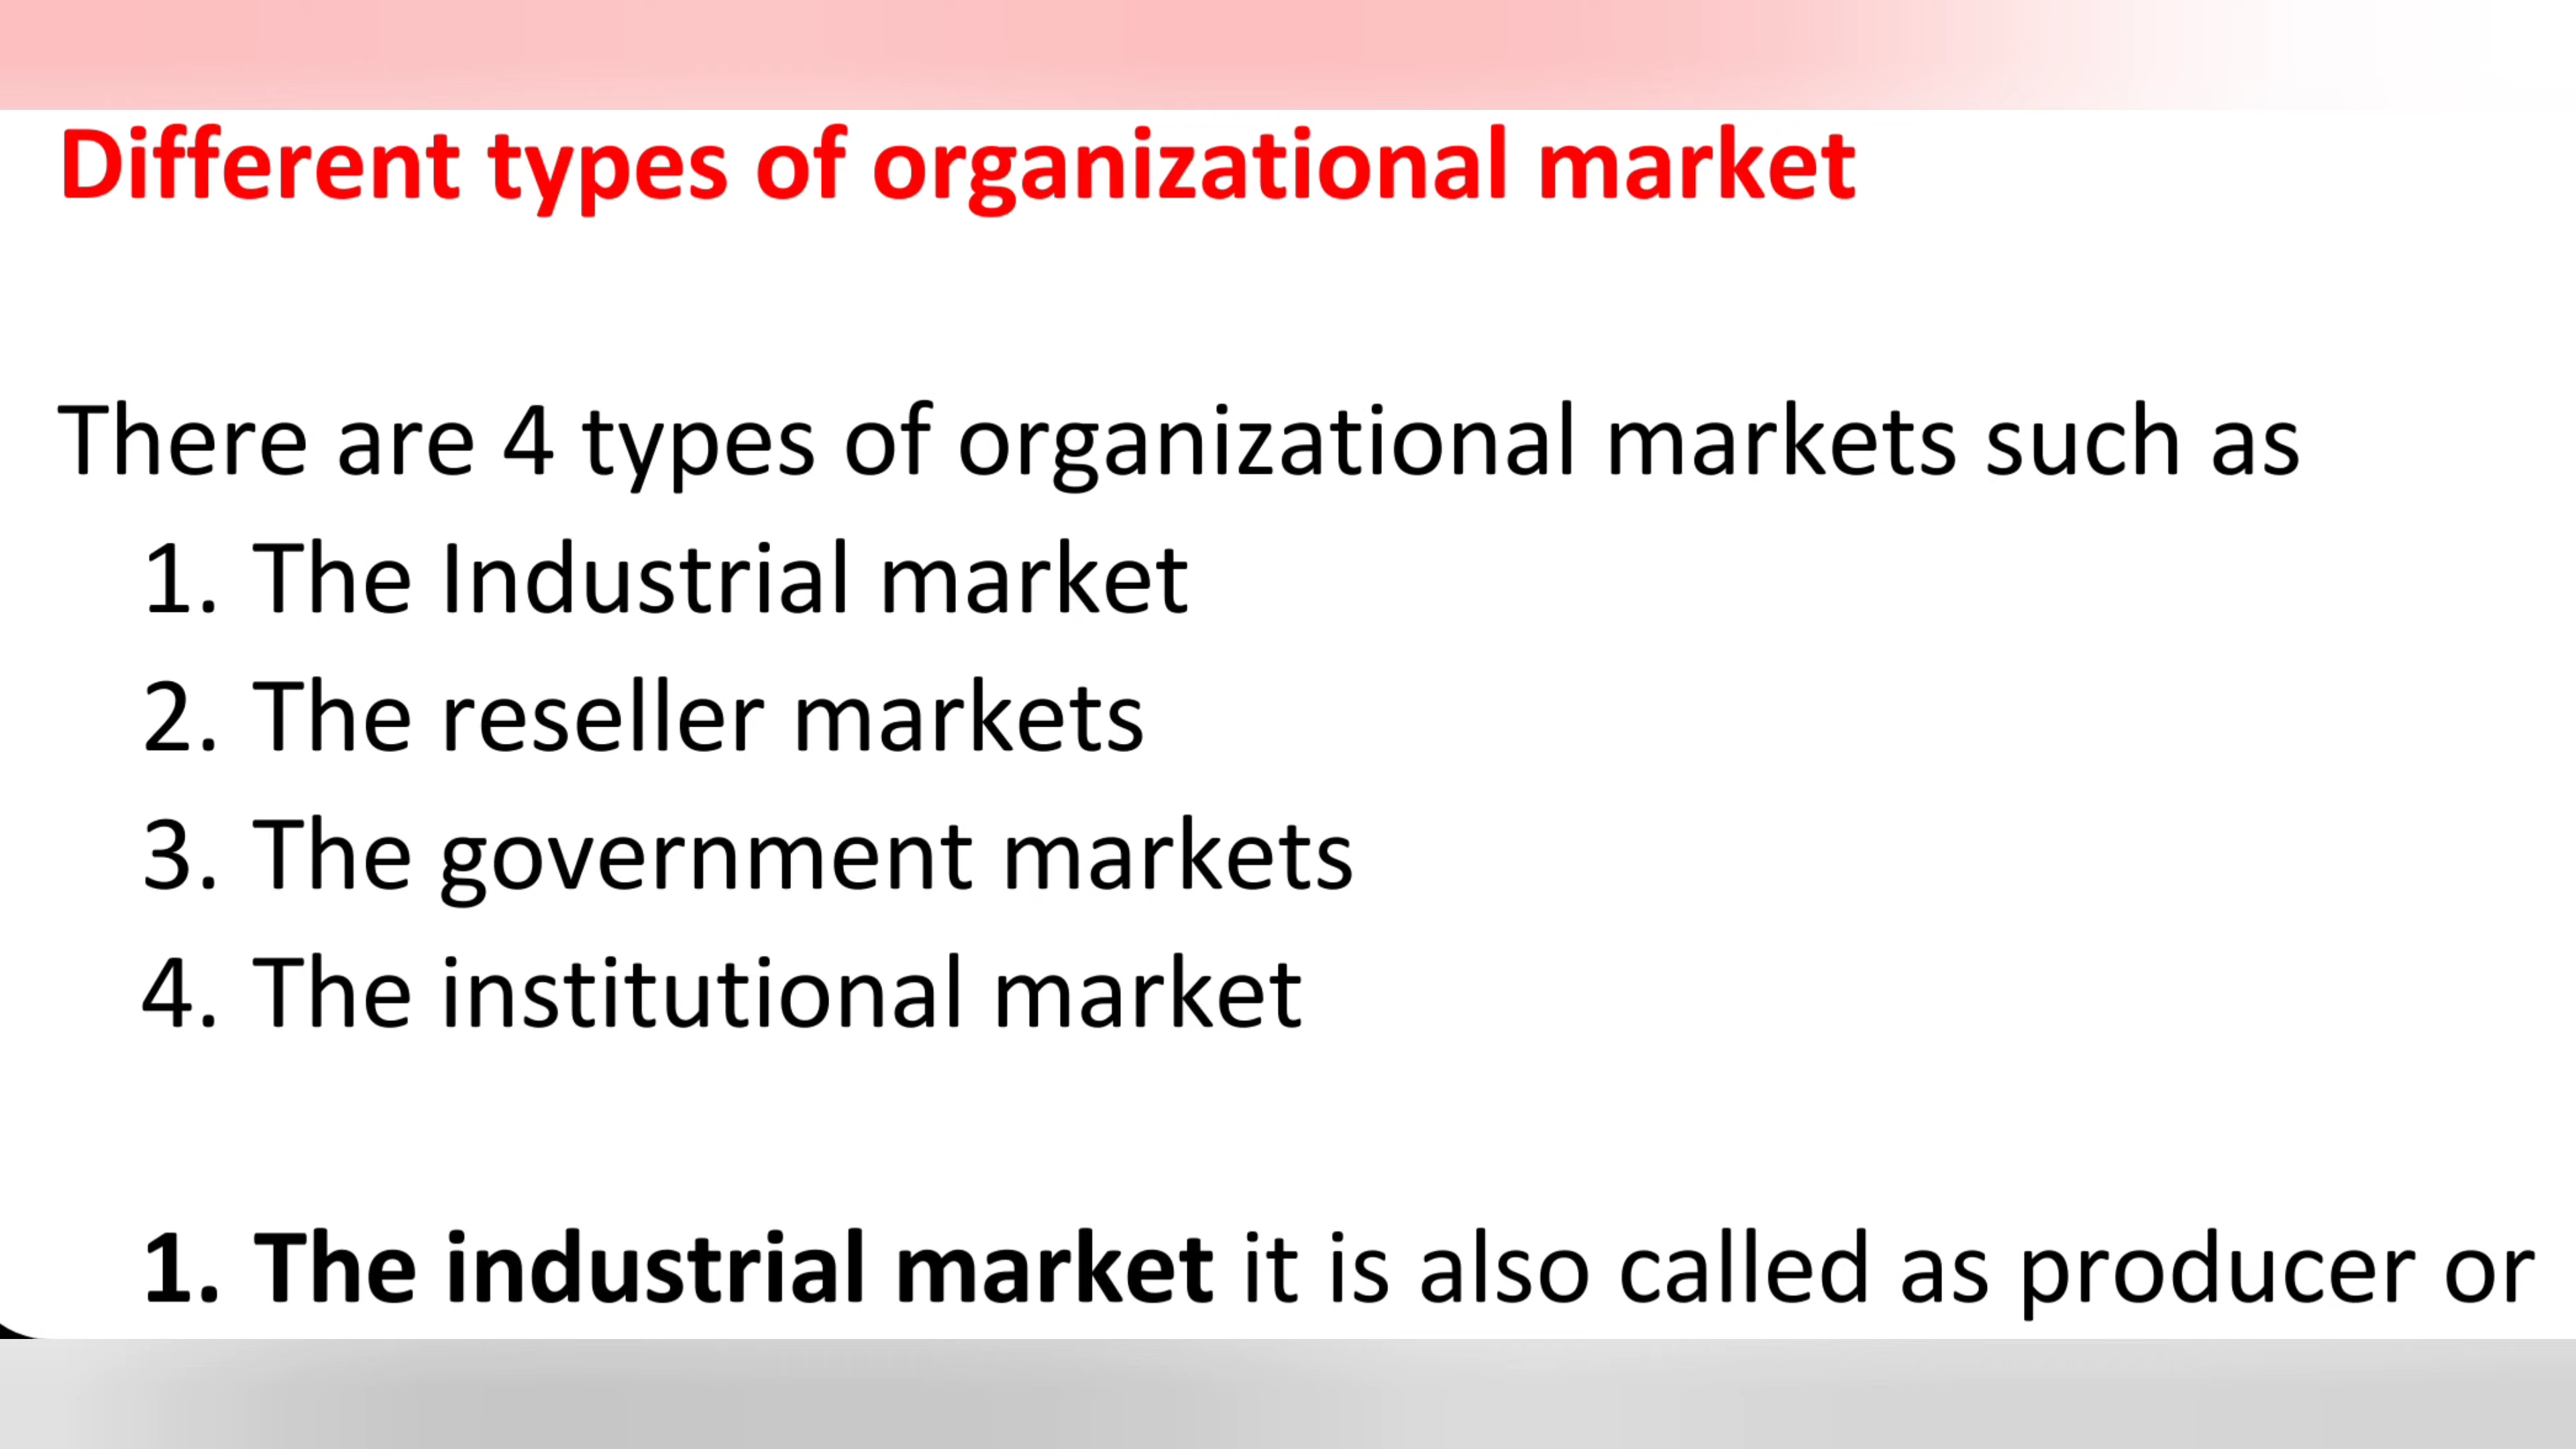 Different types of organizational market
There are 4 types of organizational markets such as
1. The Industrial market
2. The reseller markets
3. The government markets
4. The institutional market
1. The industrial market it is also called as producer or